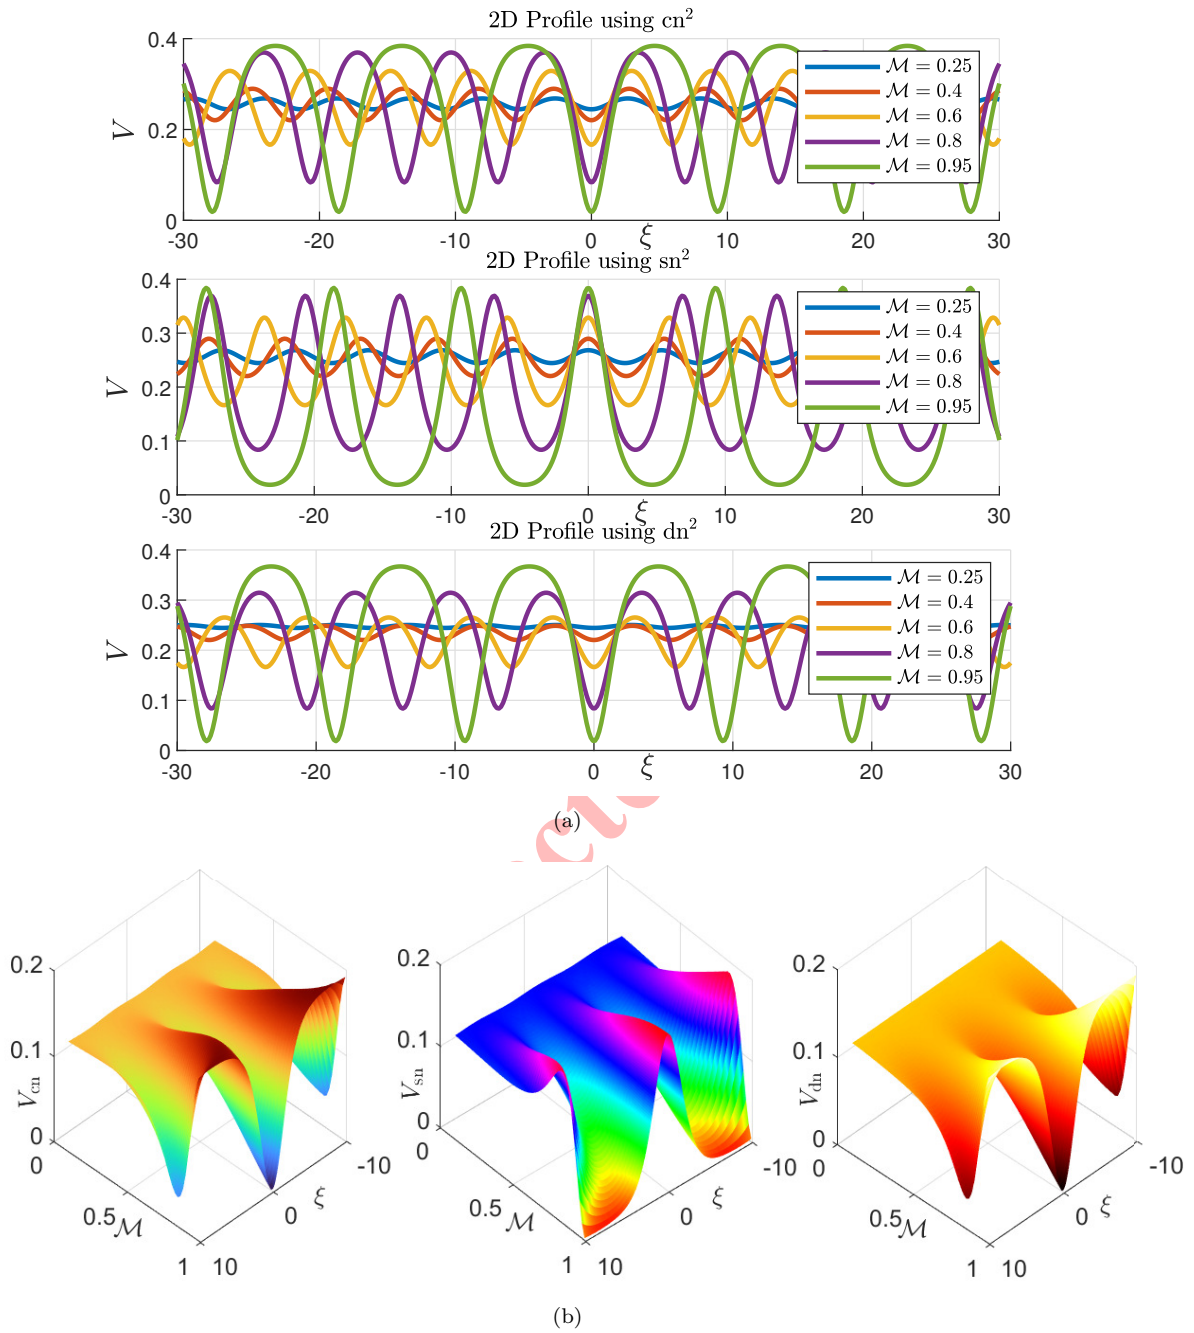 2D Profile using cn²
0.4
0.2
0
V
-30 -20 -10 0 10 20 30
ξ
ℳ = 0.25
ℳ = 0.4
ℳ = 0.6
ℳ = 0.8
ℳ = 0.95
2D Profile using sn²
0.4
0.3
0.2
0.1
0
V
-30 -20 -10 0 10 20 30
ξ
ℳ = 0.25
ℳ = 0.4
ℳ = 0.6
ℳ = 0.8
ℳ = 0.95
2D Profile using dn²
0.4
0.3
0.2
0.1
0
V
-30 -20 -10 0 10 20 30
ξ
ℳ = 0.25
ℳ = 0.4
ℳ = 0.6
ℳ = 0.8
ℳ = 0.95
(a)
0.2
0.1
0
Vcn
0
0.5
1
ℳ
10
0
-10
ξ
0.2
0.1
0
Vsn
0
0.5
1
ℳ
10
0
-10
ξ
0.2
0.1
0
Vdn
0
0.5
1
ℳ
10
0
-10
ξ
(b)